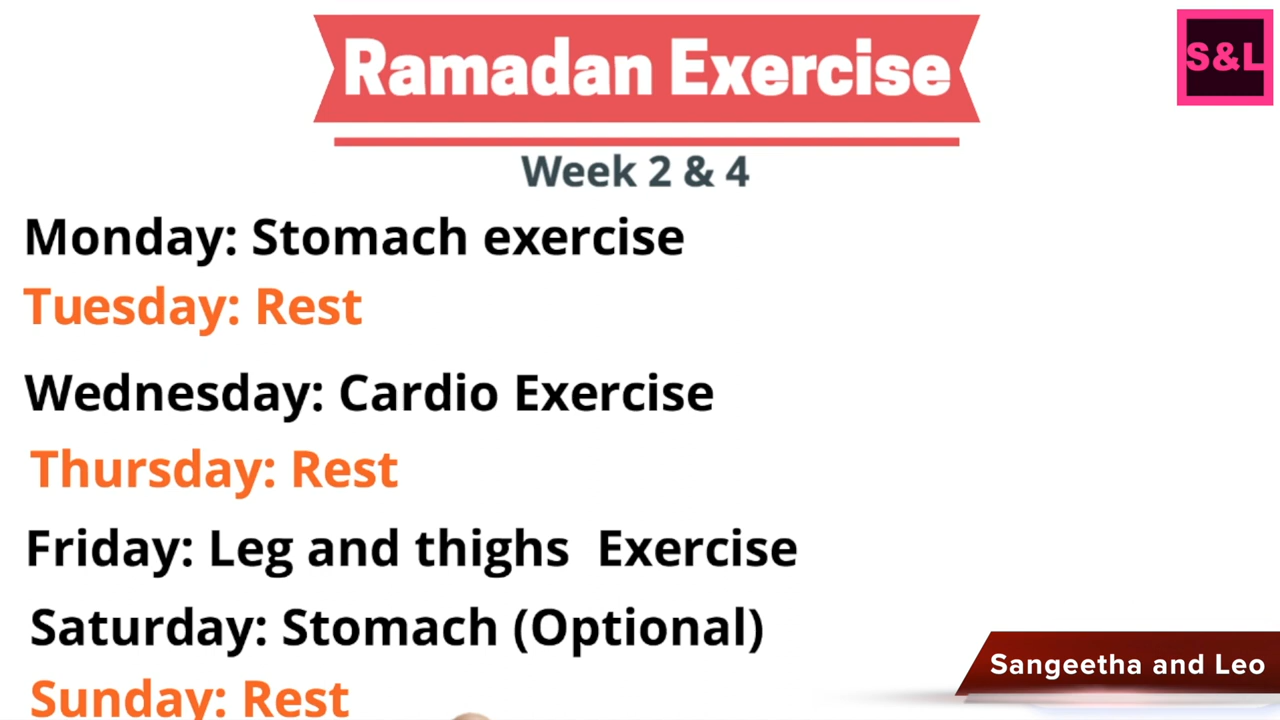 Ramadan Exercise
S&L
Week 2 & 4
Monday: Stomach exercise
Tuesday: Rest
Wednesday: Cardio Exercise
Thursday: Rest
Friday: Leg and thighs  Exercise
Saturday: Stomach (Optional)
Sangeetha and Leo
Sunday: Rest